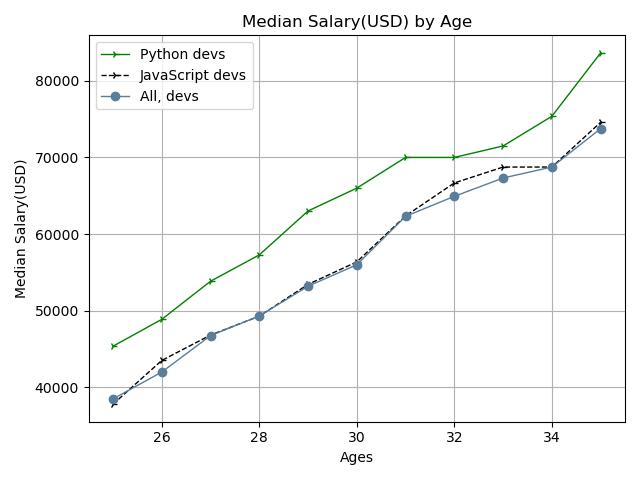 Median Salary(USD) by Age
Python devs
JavaScript devs
All, devs
80000
70000
60000
50000
40000
Median Salary(USD)
26 28 30 32 34
Ages